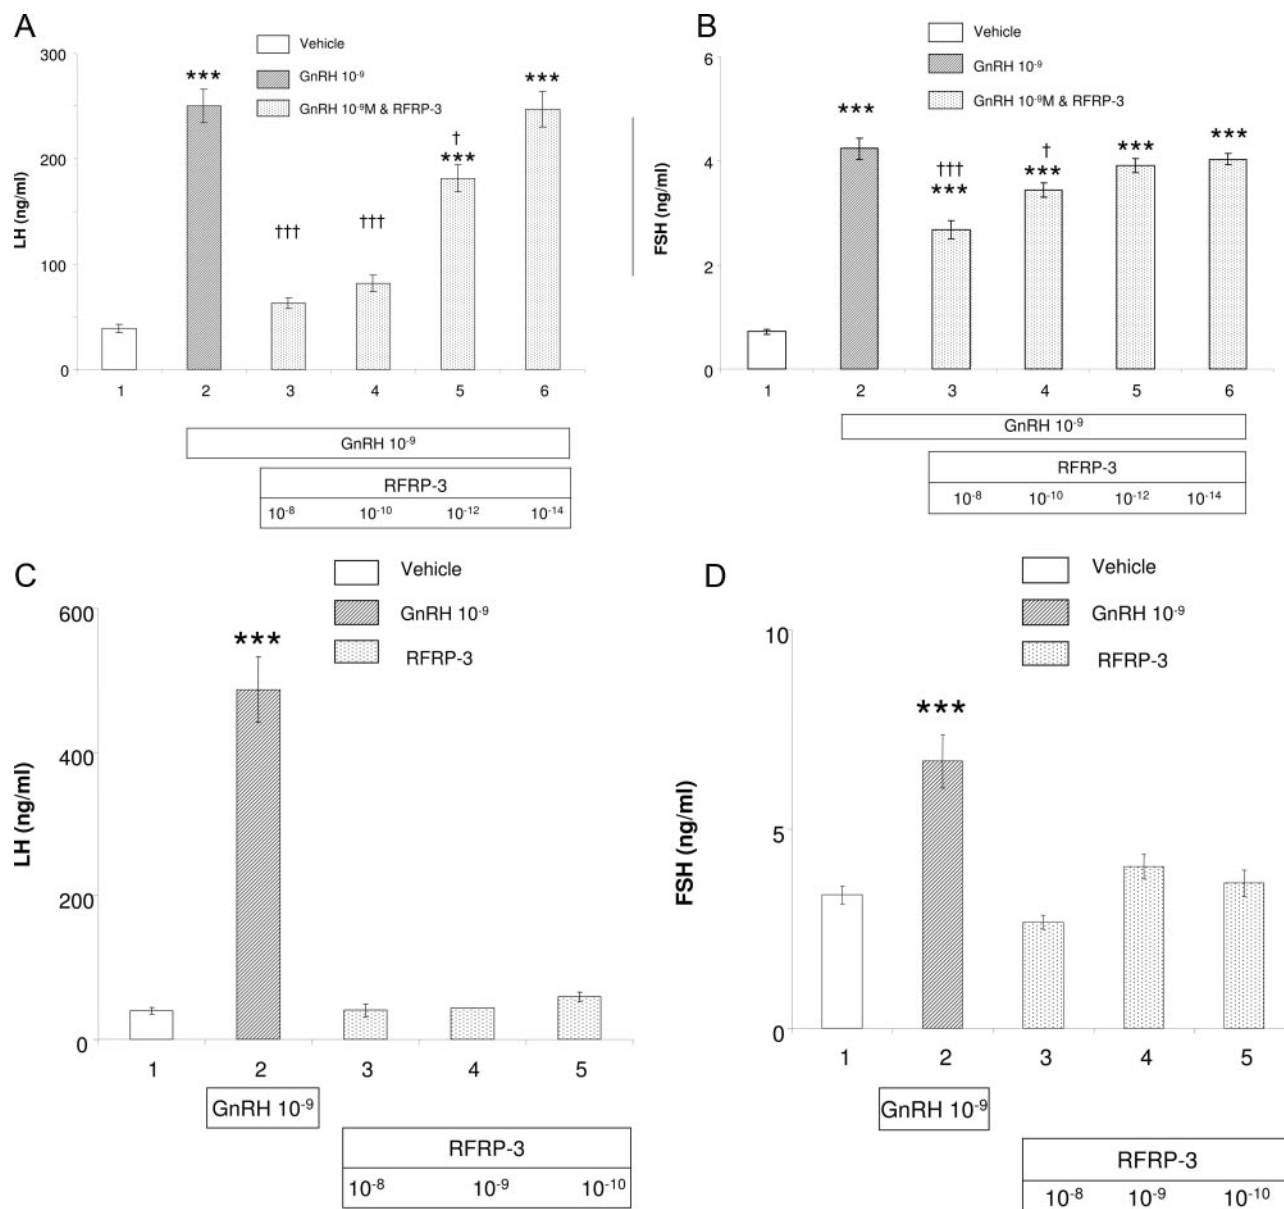 A
Vehicle
GnRH 10⁻⁹
GnRH 10⁻⁹M & RFRP-3
LH (ng/ml)
300
200
100
0
***
†††
†††
†
***
***
1 2 3 4 5 6
GnRH 10⁻⁹
RFRP-3
10⁻⁸ 10⁻¹⁰ 10⁻¹² 10⁻¹⁴
B
Vehicle
GnRH 10⁻⁹
GnRH 10⁻⁹M & RFRP-3
FSH (ng/ml)
6
4
2
0
***
†††
***
†
***
***
***
1 2 3 4 5 6
GnRH 10⁻⁹
RFRP-3
10⁻⁸ 10⁻¹⁰ 10⁻¹² 10⁻¹⁴
C
Vehicle
GnRH 10⁻⁹
RFRP-3
LH (ng/ml)
600
400
200
0
***
1 2 3 4 5
GnRH 10⁻⁹
RFRP-3
10⁻⁸ 10⁻⁹ 10⁻¹⁰
D
Vehicle
GnRH 10⁻⁹
RFRP-3
FSH (ng/ml)
10
5
0
***
1 2 3 4 5
GnRH 10⁻⁹
RFRP-3
10⁻⁸ 10⁻⁹ 10⁻¹⁰